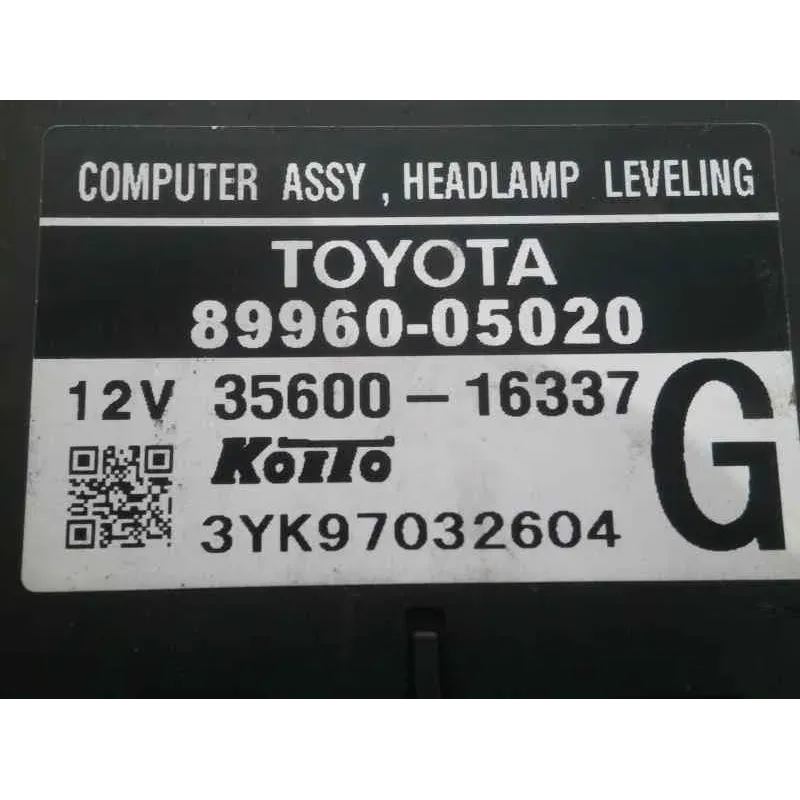 COMPUTER ASSY , HEADLAMP LEVELING
TOYOTA
89960-05020
12V 35600-16337
G
KOITO
3YK97032604